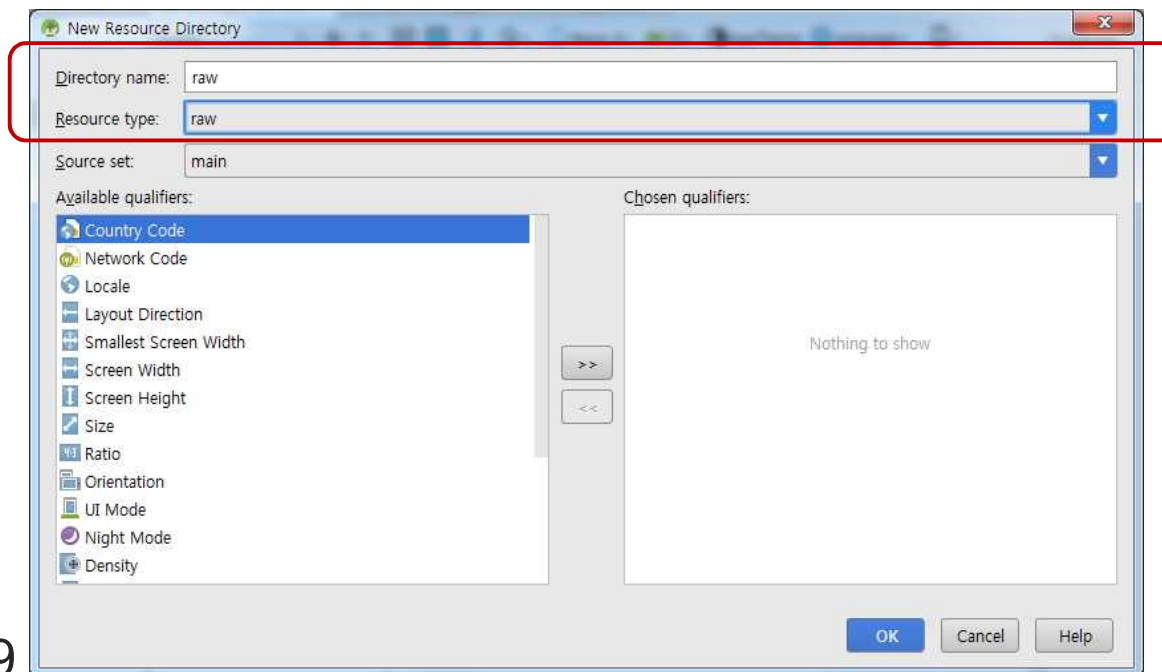 New Resource Directory
Directory name: raw
Resource type: raw
Source set: main
Available qualifiers:
Chosen qualifiers:
Country Code
Network Code
Locale
Layout Direction
Smallest Screen Width
Screen Width
Screen Height
Size
Ratio
Orientation
UI Mode
Night Mode
Density
>>
<<
Nothing to show
OK Cancel Help
9